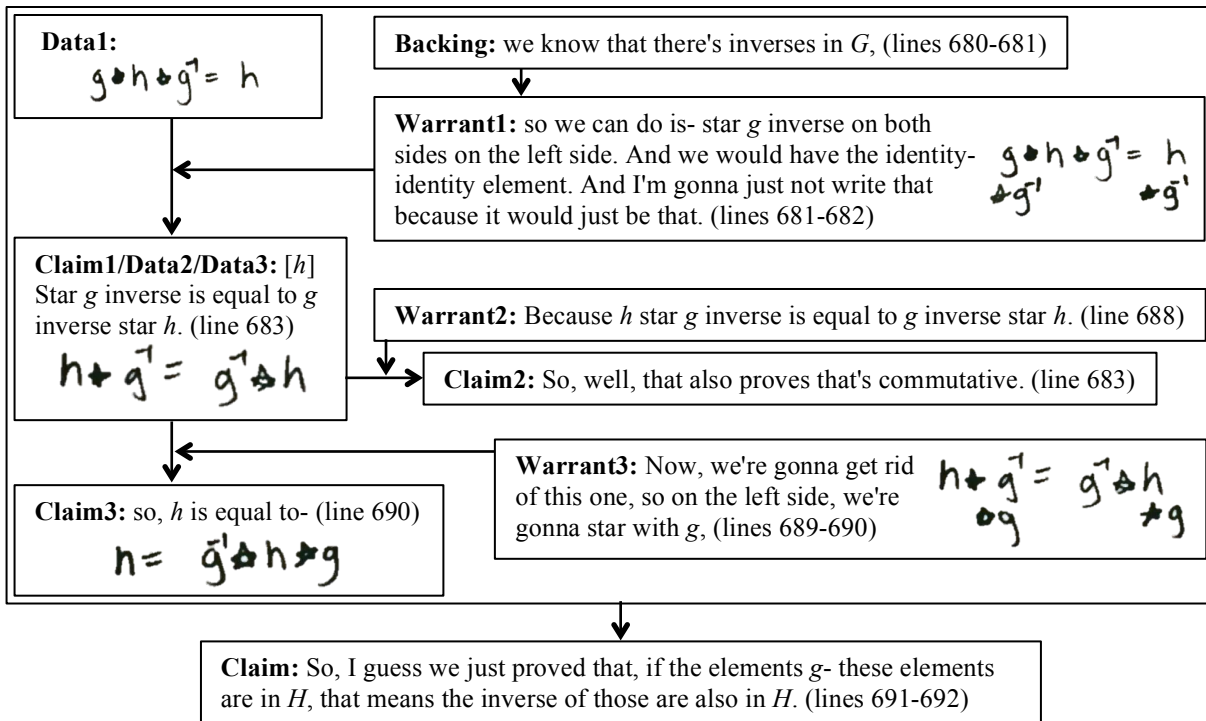 Data1:
g⋆h⋆g⁻¹ = h
Backing: we know that there's inverses in G, (lines 680-681)
Warrant1: so we can do is- star g inverse on both
sides on the left side. And we would have the identity-
identity element. And I'm gonna just not write that
because it would just be that. (lines 681-682)
g⋆h⋆g⁻¹ = h
⋆g⁻¹ ⋆g⁻¹
Claim1/Data2/Data3: [h]
Star g inverse is equal to g
inverse star h. (line 683)
h⋆g⁻¹ = g⁻¹⋆h
Warrant2: Because h star g inverse is equal to g inverse star h. (line 688)
Claim2: So, well, that also proves that's commutative. (line 683)
Warrant3: Now, we're gonna get rid
of this one, so on the left side, we're
gonna star with g, (lines 689-690)
h⋆g⁻¹ = g⁻¹⋆h
⋆g ⋆g
Claim3: so, h is equal to- (line 690)
h = g⁻¹⋆h⋆g
Claim: So, I guess we just proved that, if the elements g- these elements
are in H, that means the inverse of those are also in H. (lines 691-692)